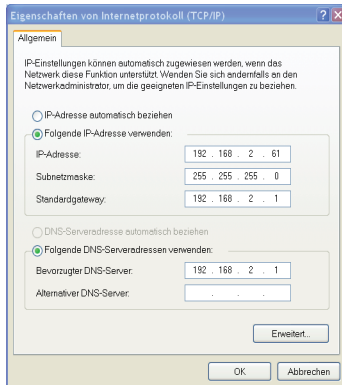 Eigenschaften von Internetprotokoll (TCP/IP)
Allgemein
IP-Einstellungen können automatisch zugewiesen werden, wenn das
Netzwerk diese Funktion unterstützt. Wenden Sie sich andernfalls an den
Netzwerkadministrator, um die geeigneten IP-Einstellungen zu beziehen.
IP-Adresse automatisch beziehen
Folgende IP-Adresse verwenden:
IP-Adresse: 192 . 168 . 2 . 61
Subnetzmaske: 255 . 255 . 255 . 0
Standardgateway: 192 . 168 . 2 . 1
DNS-Serveradresse automatisch beziehen
Folgende DNS-Serveradressen verwenden:
Bevorzugter DNS-Server: 192 . 168 . 2 . 1
Alternativer DNS-Server: . . .
Erweitert...
OK Abbrechen